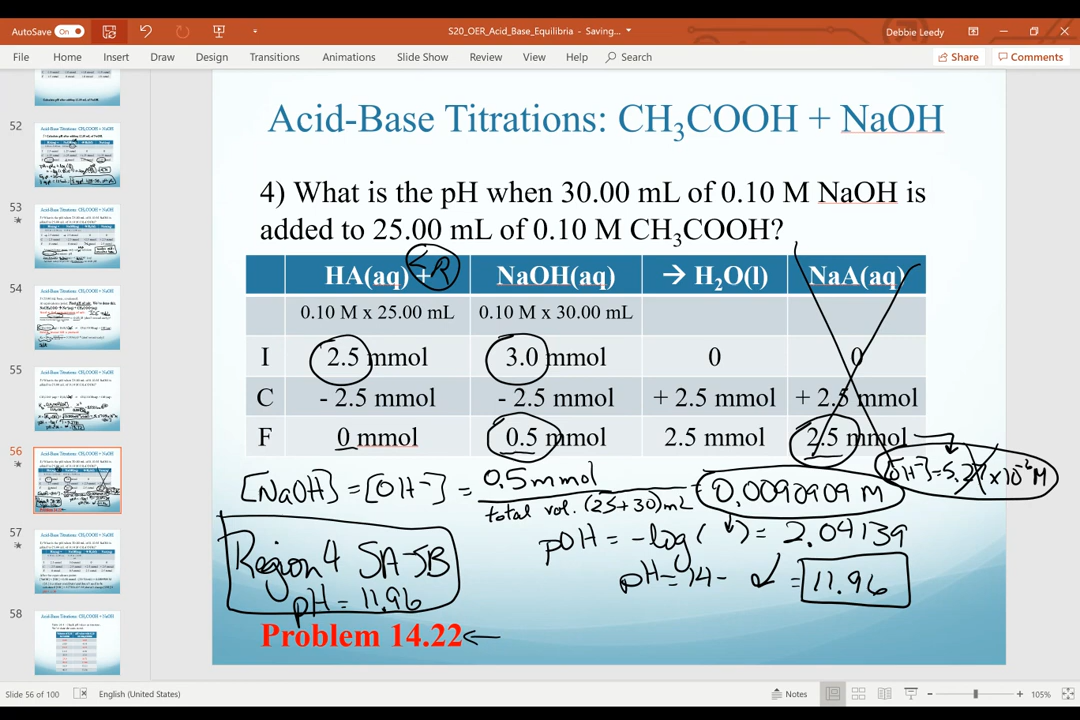 AutoSave On S20_OER_Acid_Base_Equilibria - Saving... Debbie Leedy
File Home Insert Draw Design Transitions Animations Slide Show Review View Help Search Share Comments
52
53
54
55
56
57
58
Acid-Base Titrations: CH₃COOH + NaOH
4) What is the pH when 30.00 mL of 0.10 M NaOH is
added to 25.00 mL of 0.10 M CH₃COOH?
LR
HA(aq) + NaOH(aq) → H₂O(l) NaA(aq)
0.10 M x 25.00 mL 0.10 M x 30.00 mL
I 2.5 mmol 3.0 mmol 0 0
C - 2.5 mmol - 2.5 mmol + 2.5 mmol + 2.5 mmol
F 0 mmol 0.5 mmol 2.5 mmol 2.5 mmol
[NaOH] = [OH⁻] = 0.5 mmol
total vol. (25+30) mL
= 0.0090909 M
[OH⁻] = 5.27 x 10⁻⁶ M
pOH = -log( ) = 2.04139
pH = 14 - = 11.96
Region 4 SA SB
pH = 11.96
Problem 14.22
Slide 56 of 100 English (United States) Notes 105%